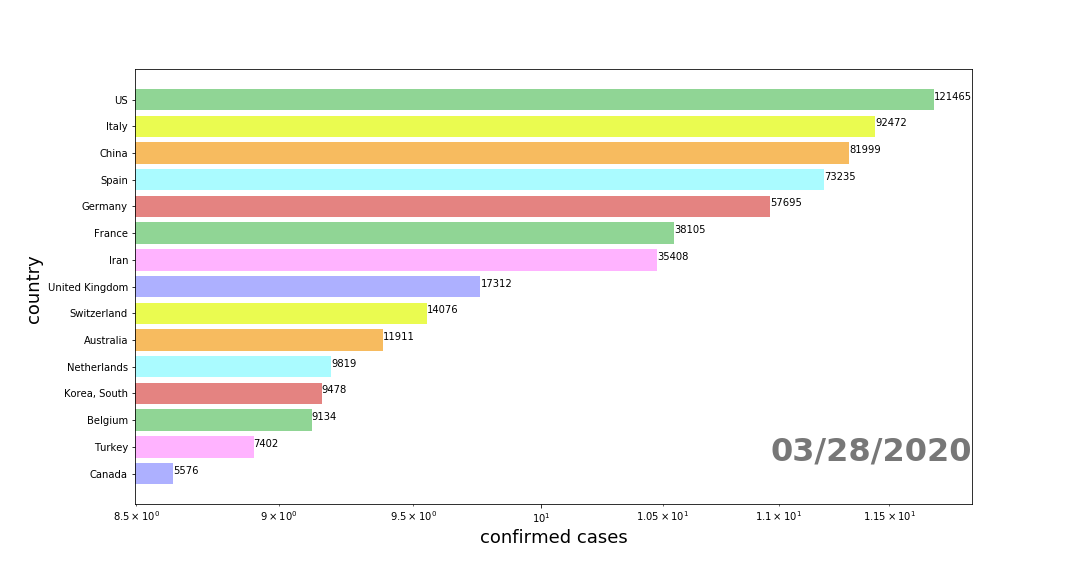 US 121465
Italy 92472
China 81999
Spain 73235
Germany 57695
France 38105
Iran 35408
United Kingdom 17312
Switzerland 14076
Australia 11911
Netherlands 9819
Korea, South 9478
Belgium 9134
Turkey 7402
Canada 5576
country
03/28/2020
8.5 × 10⁰ 9 × 10⁰ 9.5 × 10⁰ 10¹ 1.05 × 10¹ 1.1 × 10¹ 1.15 × 10¹
confirmed cases